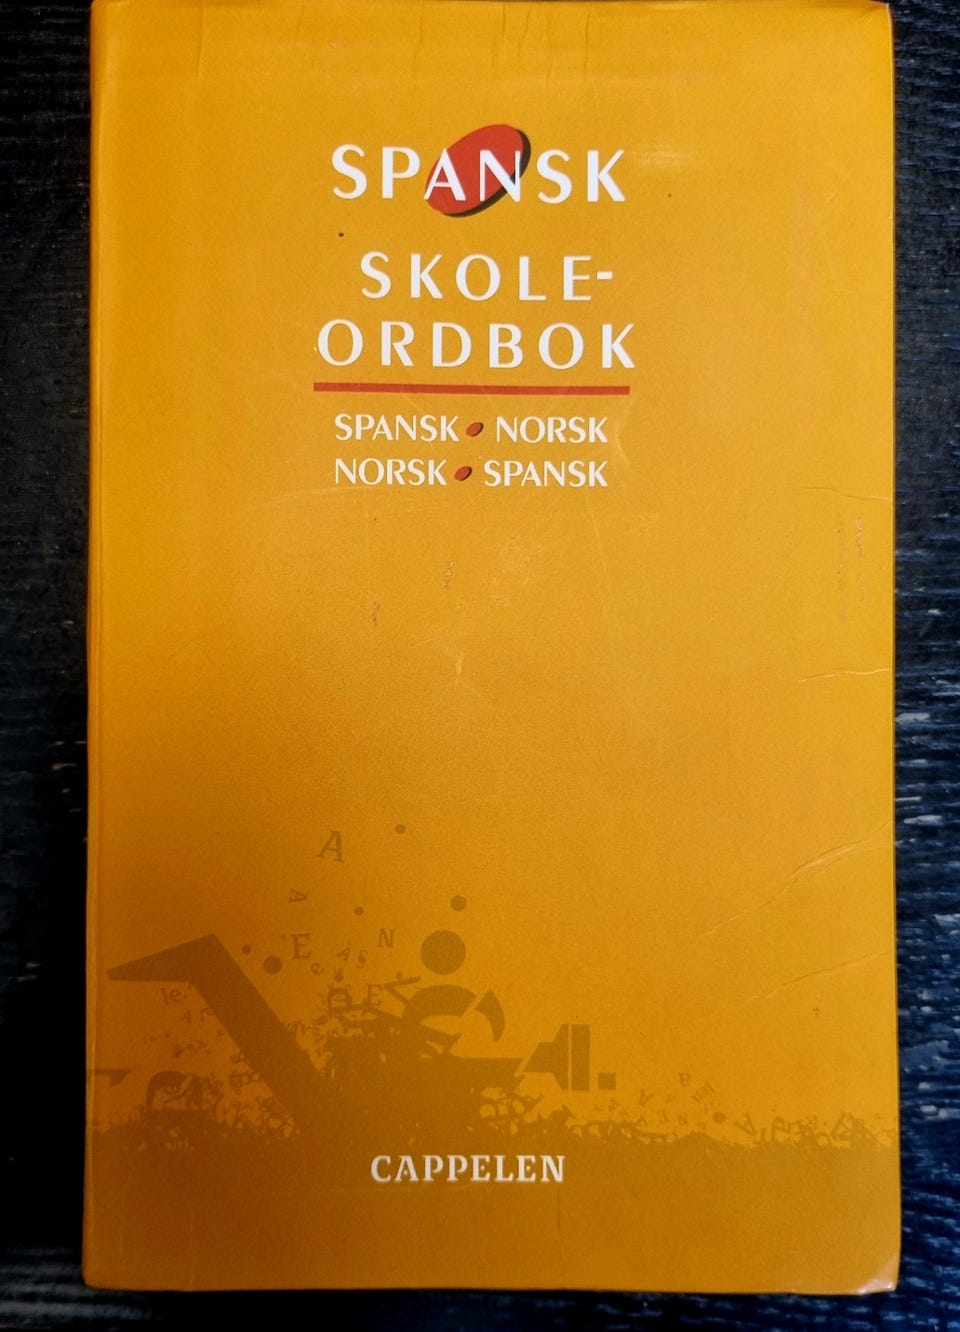 SPANSK
SKOLE-
ORDBOK
SPANSK • NORSK
NORSK • SPANSK
CAPPELEN